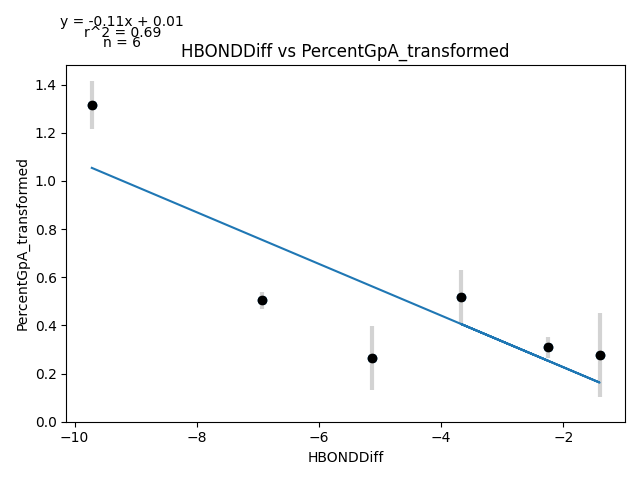 y = -0.11x + 0.01
r^2 = 0.69
n = 6
HBONDDiff vs PercentGpA_transformed
1.4
1.2
1.0
0.8
0.6
0.4
0.2
0.0
PercentGpA_transformed
−10
−8
−6
−4
−2
HBONDDiff